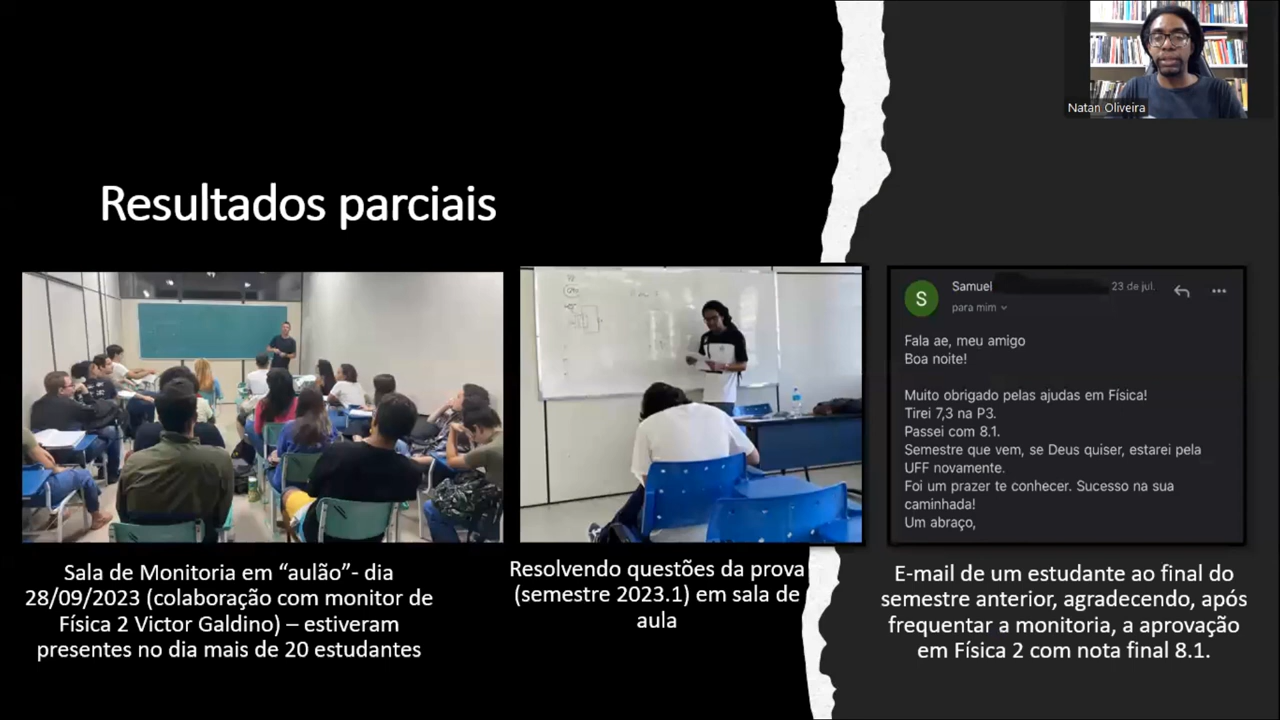 Natan Oliveira
Resultados parciais
Sala de Monitoria em “aulão”- dia
28/09/2023 (colaboração com monitor de
Física 2 Victor Galdino) – estiveram
presentes no dia mais de 20 estudantes
Resolvendo questões da prova
(semestre 2023.1) em sala de
aula
S
Samuel
23 de jul.
para mim
Fala ae, meu amigo
Boa noite!
Muito obrigado pelas ajudas em Física!
Tirei 7,3 na P3.
Passei com 8.1.
Semestre que vem, se Deus quiser, estarei pela
UFF novamente.
Foi um prazer te conhecer. Sucesso na sua
caminhada!
Um abraço,
E-mail de um estudante ao final do
semestre anterior, agradecendo, após
frequentar a monitoria, a aprovação
em Física 2 com nota final 8.1.